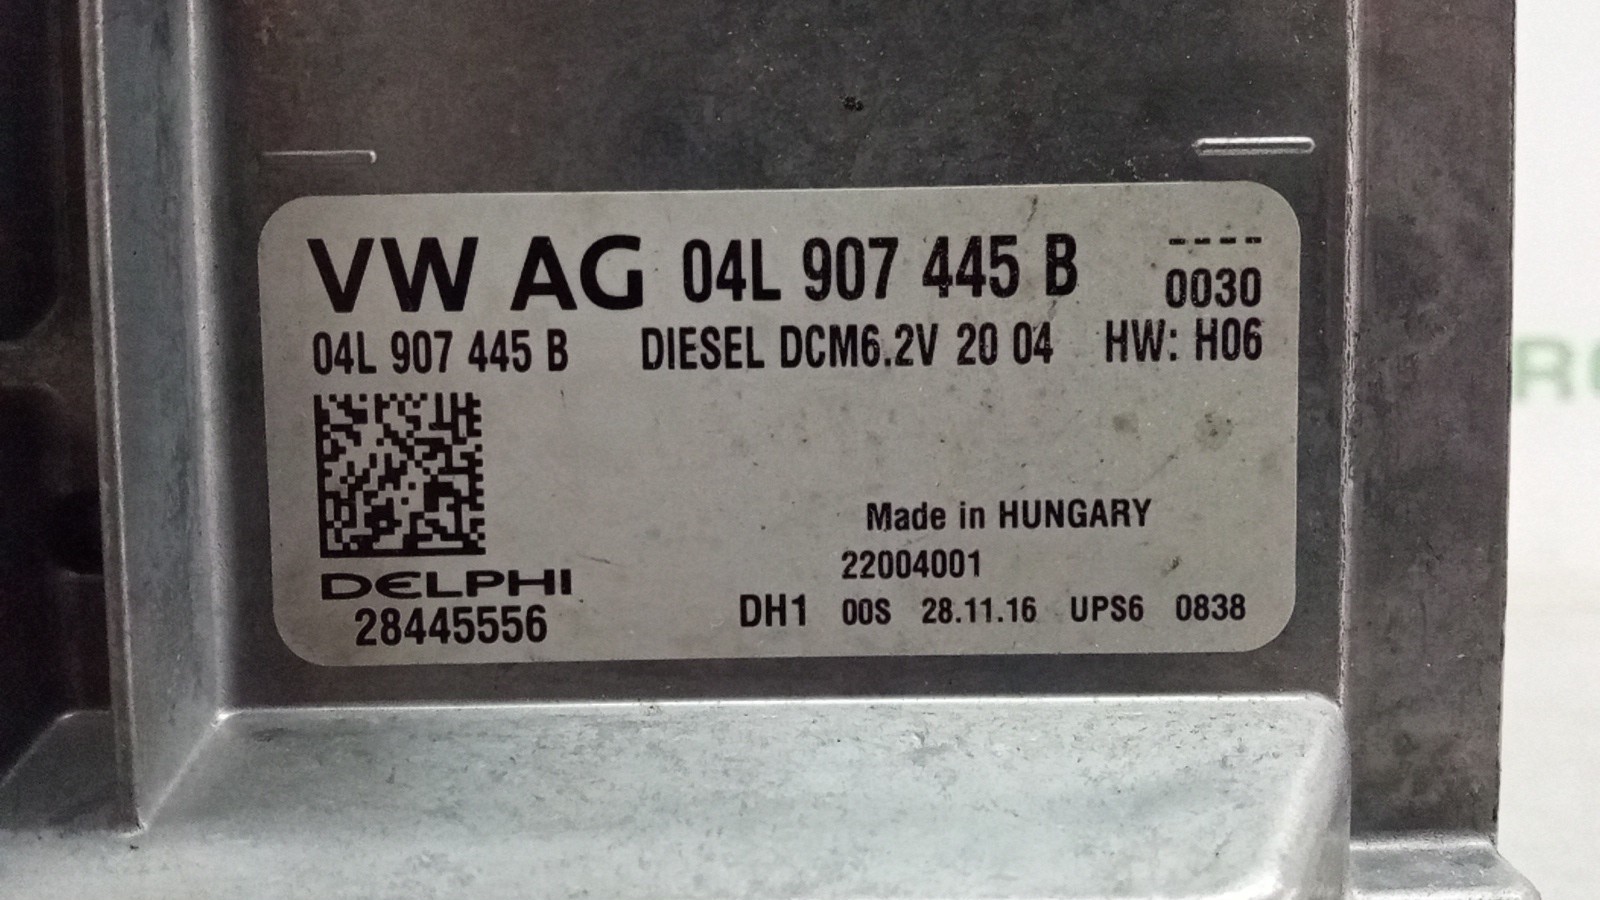 VW AG 04L 907 445 B ----
0030
04L 907 445 B DIESEL DCM6.2V 20 04 HW: H06
Made in HUNGARY
22004001
DELPHI
28445556
DH1 00S 28.11.16 UPS6 0838